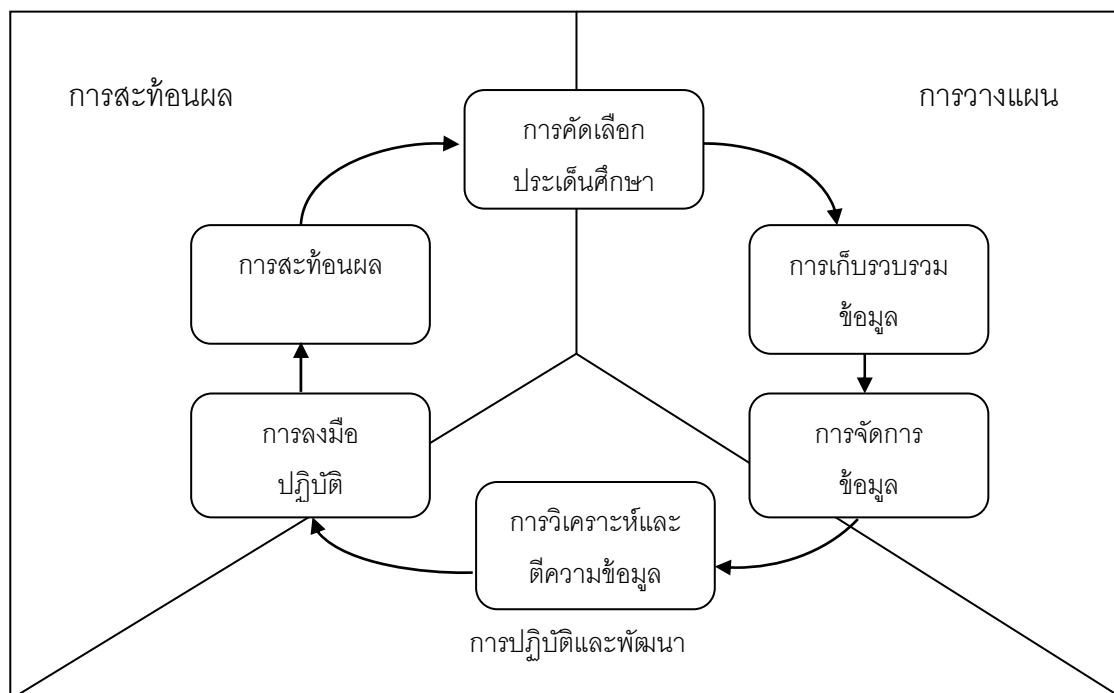 การสะท้อนผล
การวางแผน
การคัดเลือก
ประเด็นศึกษา
การสะท้อนผล
การเก็บรวบรวม
ข้อมูล
การลงมือ
ปฏิบัติ
การจัดการ
ข้อมูล
การวิเคราะห์และ
ตีความข้อมูล
การปฏิบัติและพัฒนา